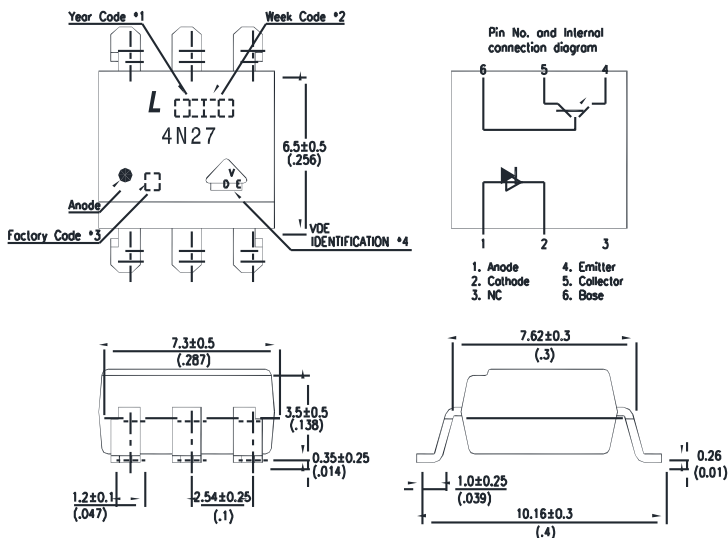 Year Code *1
Week Code *2
L
4N27
6.5±0.5
(.256)
V
D E
Anode
Factory Code *3
VDE
IDENTIFICATION *4
Pin No. and Internal
connection diagram
6 5 4
1 2 3
1. Anode
2. Cathode
3. NC
4. Emitter
5. Collector
6. Base
7.3±0.5
(.287)
3.5±0.5
(.138)
0.35±0.25
(.014)
1.2±0.1
(.047)
2.54±0.25
(.1)
7.62±0.3
(.3)
0.26
(0.01)
1.0±0.25
(.039)
10.16±0.3
(.4)